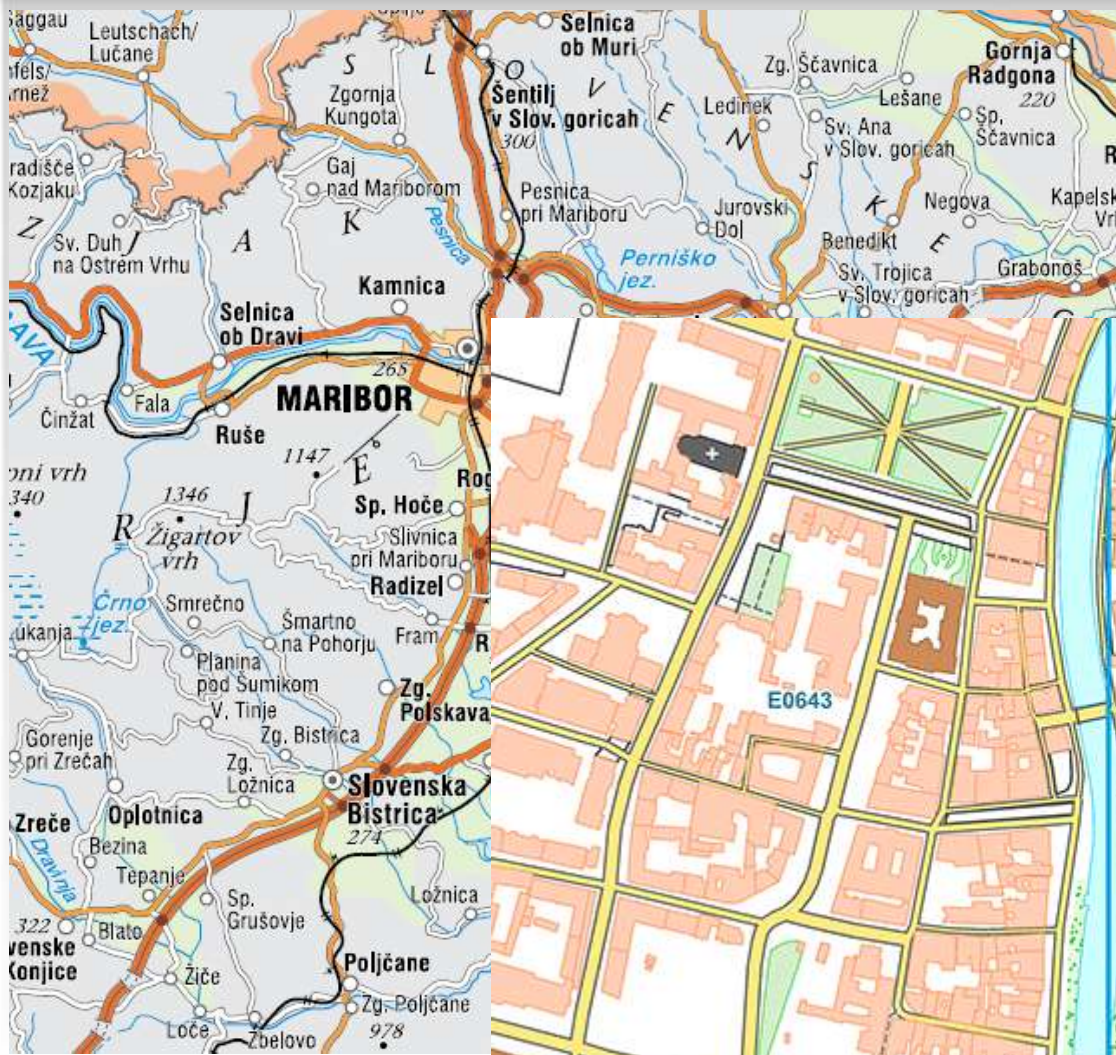 Leutschach/
Lučane
S L O V E N S K E
Selnica
ob Muri
Zg. Ščavnica
Gornja
Radgona
220
Zgornja
Kungota
Šentilj
v Slov. goricah
300
Ledinek
Lešane
Sv. Ana
v Slov. goricah
Sp.
Ščavnica
Gaj
nad Mariborom
Pesnica
Pesnica
pri Mariboru
Jurovski
Dol
Negova
Benedikt
Sv. Duh
na Ostrem Vrhu
Z J A K
Perniško
jez.
Sv. Trojica
v Slov. goricah
Grabonoš
Kamnica
Selnica
ob Dravi
265
MARIBOR
Fala
Činžat
Ruše
1147
1346
Žigartov
vrh
R J E
340
Sp. Hoče
Slivnica
pri Mariboru
Radizel
Črno
jez.
Smrečno
Šmartno
na Pohorju
Fram
Planina
pod Šumikom
V. Tinje
Zg.
Polskava
Zg. Bistrica
Gorenje
pri Zrečah
Zg.
Ložnica
Slovenska
Bistrica
274
Oplotnica
Zreče
Bezina
Dravinja
Tepanje
Sp.
Grušovje
Ložnica
322
Blato
Žiče
Poljčane
Loče
Zg. Poljčane
Žbelovo
978
E0643